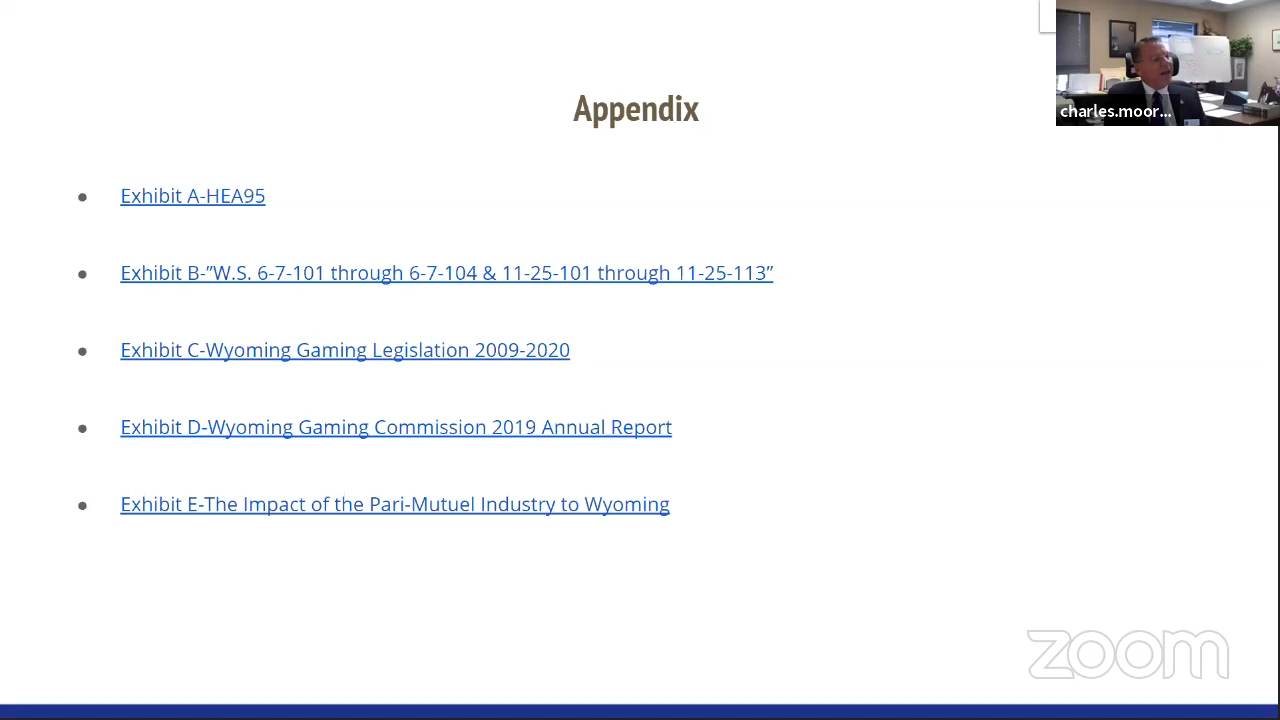 Appendix
charles.moor...
● Exhibit A-HEA95
● Exhibit B-”W.S. 6-7-101 through 6-7-104 & 11-25-101 through 11-25-113”
● Exhibit C-Wyoming Gaming Legislation 2009-2020
● Exhibit D-Wyoming Gaming Commission 2019 Annual Report
● Exhibit E-The Impact of the Pari-Mutuel Industry to Wyoming
zoom